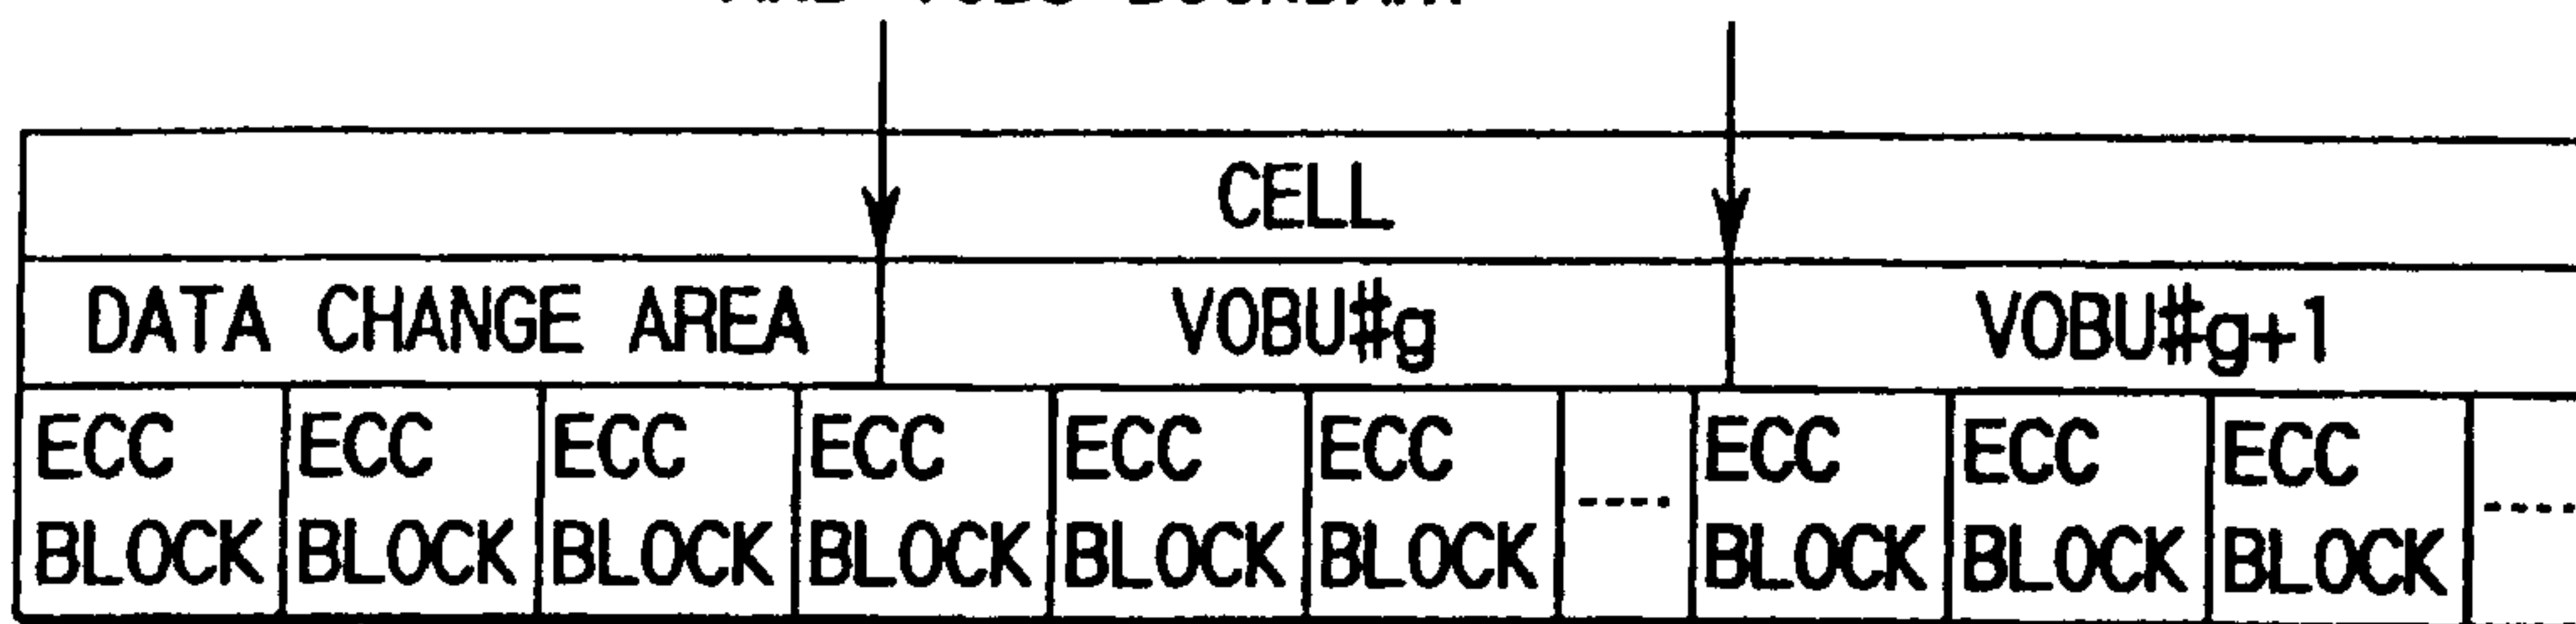 CELL
DATA CHANGE AREA VOBU#g VOBU#g+1
ECC ECC ECC ECC ECC ECC ---- ECC ECC ECC ----
BLOCK BLOCK BLOCK BLOCK BLOCK BLOCK BLOCK BLOCK BLOCK